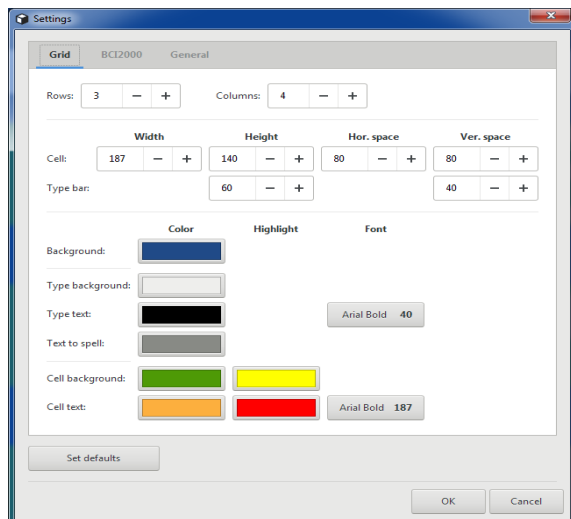 Settings
Grid BCI2000 General
Rows: 3 − + Columns: 4 − +
Width Height Hor. space Ver. space
Cell: 187 − + 140 − + 80 − + 80 − +
Type bar: 60 − + 40 − +
Color Highlight Font
Background:
Type background:
Type text: Arial Bold 40
Text to spell:
Cell background:
Cell text: Arial Bold 187
Set defaults
OK Cancel